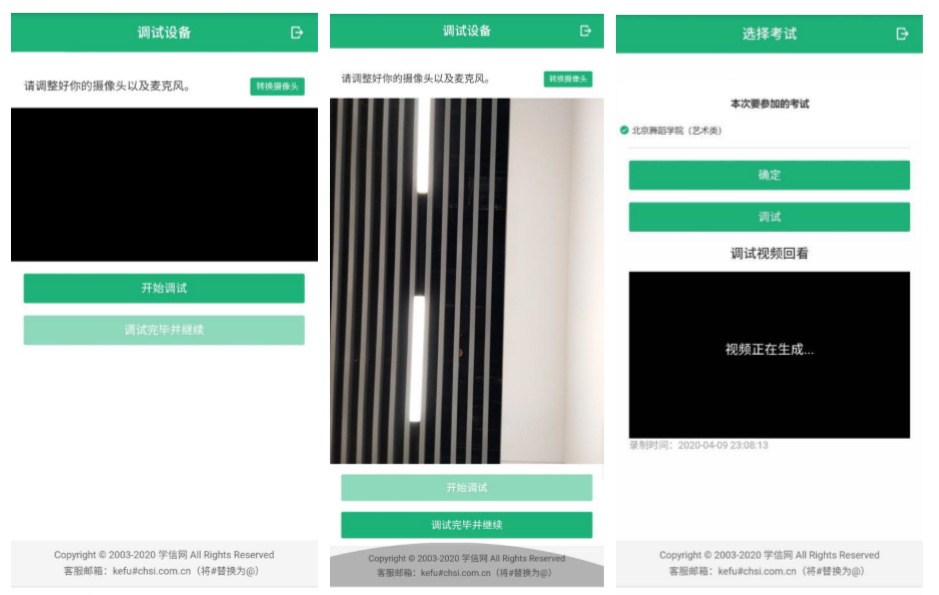 调试设备
请调整好你的摄像头以及麦克风。
转换摄像头
开始调试
调试完毕并继续
Copyright © 2003-2020 学信网 All Rights Reserved
客服邮箱：kefu#chsi.com.cn（将#替换为@）
调试设备
请调整好你的摄像头以及麦克风。
转换摄像头
开始调试
调试完毕并继续
Copyright © 2003-2020 学信网 All Rights Reserved
客服邮箱：kefu#chsi.com.cn（将#替换为@）
选择考试
本次要参加的考试
北京舞蹈学院（艺术类）
确定
调试
调试视频回看
视频正在生成...
录制时间：2020-04-09 23:08:13
Copyright © 2003-2020 学信网 All Rights Reserved
客服邮箱：kefu#chsi.com.cn（将#替换为@）